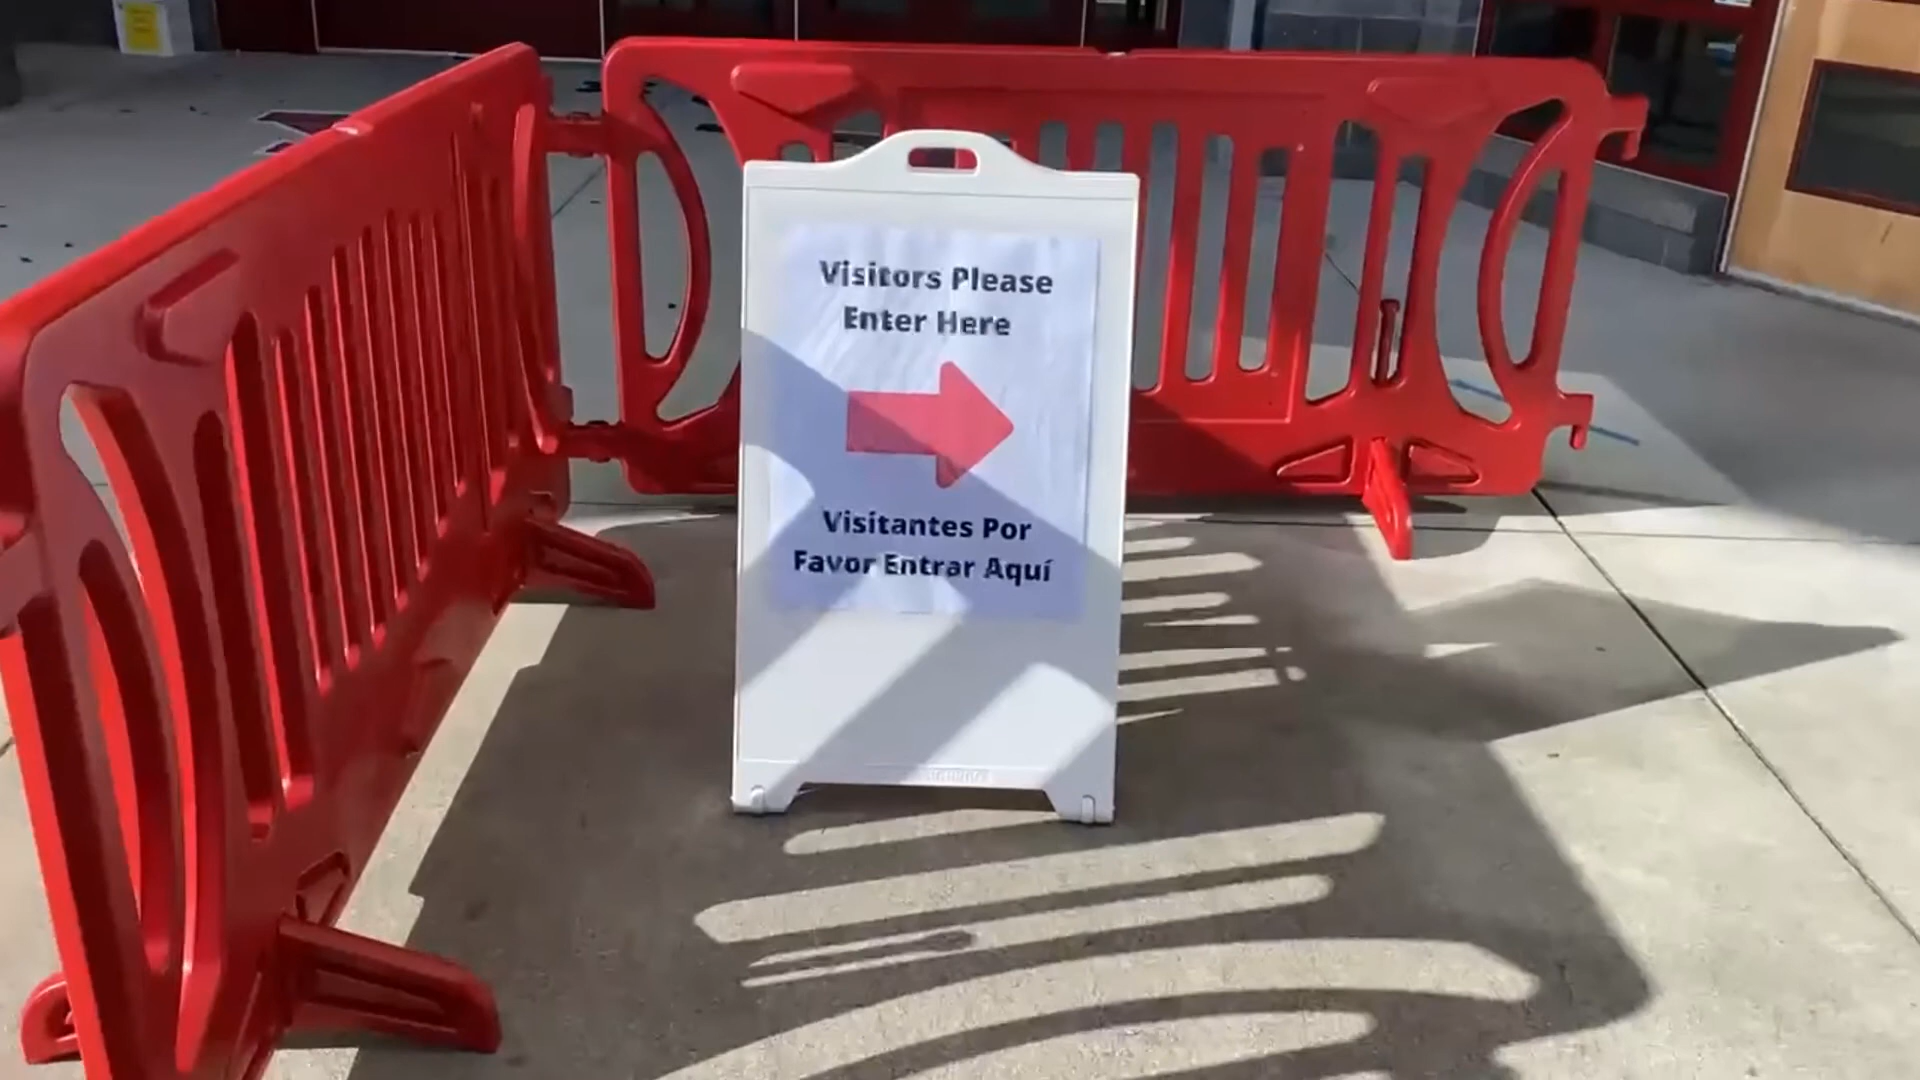 Visitors Please
Enter Here
Visitantes Por
Favor Entrar Aquí